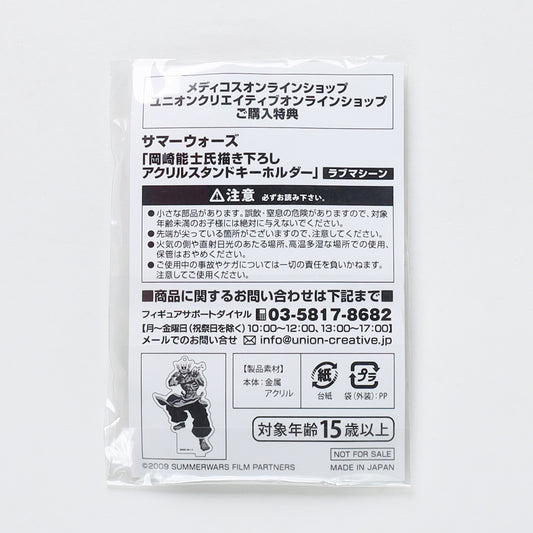 メディコスオンラインショップ
ユニオンクリエイティブオンラインショップ
ご購入特典
サマーウォーズ
「岡崎能士氏描き下ろし
アクリルスタンドキーホルダー」 ラブマシーン
注意 必ずお読み下さい。
●小さな部品があります。誤飲・窒息の危険がありますので、対象
年齢未満のお子様には絶対に与えないでください。
●先端が尖っている箇所がございますので、注意してください。
●火気の側や直射日光のあたる場所、高温多湿な場所での使用、
保管はおやめください。
●ご使用中の事故やケガについては一切の責任を負いかねます。
注意してご使用ください。
■商品に関するお問い合わせは下記まで■
フィギュアサポートダイヤル 03-5817-8682
【月〜金曜日(祝祭日を除く) 10:00〜12:00、13:00〜17:00】
メールでのお問い合せ info@union-creative.jp
【製品素材】
本体:金属
アクリル
紙
台紙
プラ
袋(外装):PP
対象年齢15歳以上
NOT FOR SALE
©2009 SUMMERWARS FILM PARTNERS
MADE IN JAPAN